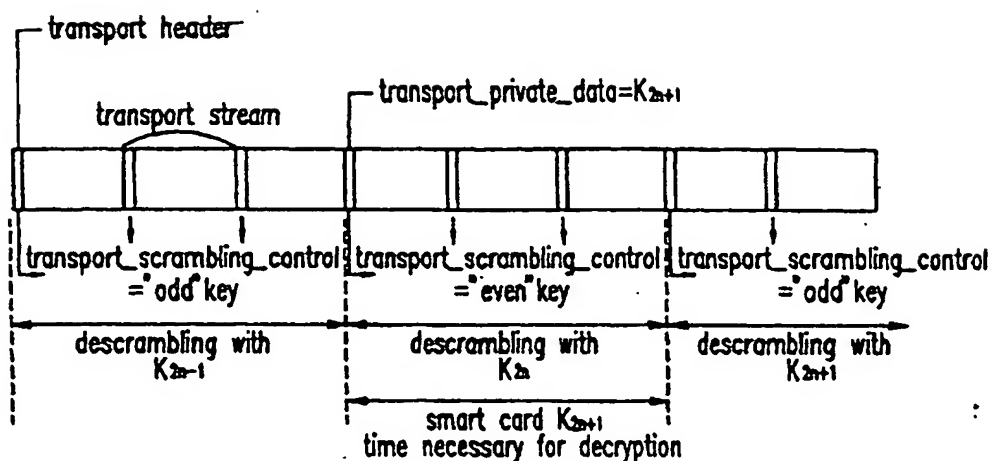 transport header
transport_private_data=K2n+1
transport stream
transport_scrambling_control ="odd" key
transport_scrambling_control ="even" key
transport_scrambling_control ="odd" key
descrambling with K2n-1
descrambling with K2n
descrambling with K2n+1
smart card K2n+1
time necessary for decryption